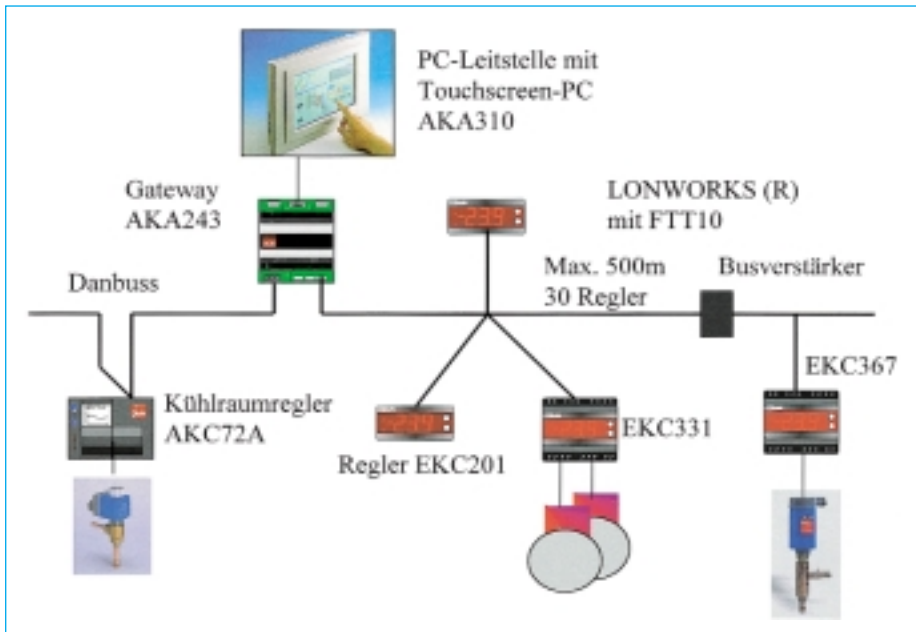 PC-Leitstelle mit
Touchscreen-PC
AKA310
Gateway
AKA243
LONWORKS (R)
mit FTT10
Danbuss
Max. 500m
30 Regler
Busverstärker
EKC367
Kühlraumregler
AKC72A
EKC331
Regler EKC201